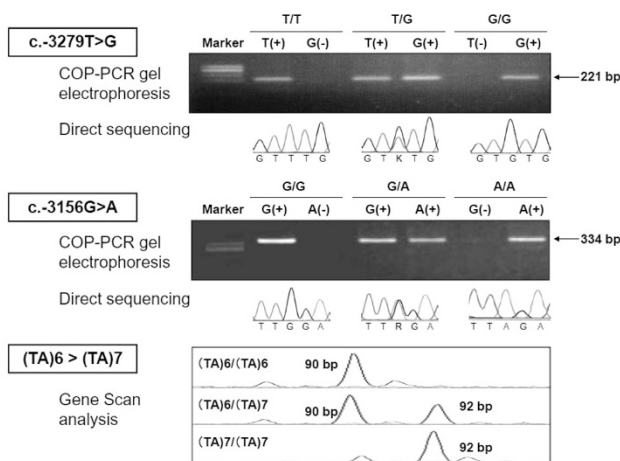 T/T T/G G/G
c.-3279T>G
Marker T(+) G(-) T(+) G(+) T(-) G(+)
COP-PCR gel
electrophoresis
221 bp
Direct sequencing
G T T T G G T K T G G T G T G
c.-3156G>A
G/G G/A A/A
Marker G(+) A(-) G(+) A(+) G(-) A(+)
COP-PCR gel
electrophoresis
334 bp
Direct sequencing
T T G G A T T R G A T T A G A
(TA)6 > (TA)7
Gene Scan
analysis
(TA)6/(TA)6 90 bp
(TA)6/(TA)7 90 bp 92 bp
(TA)7/(TA)7 92 bp